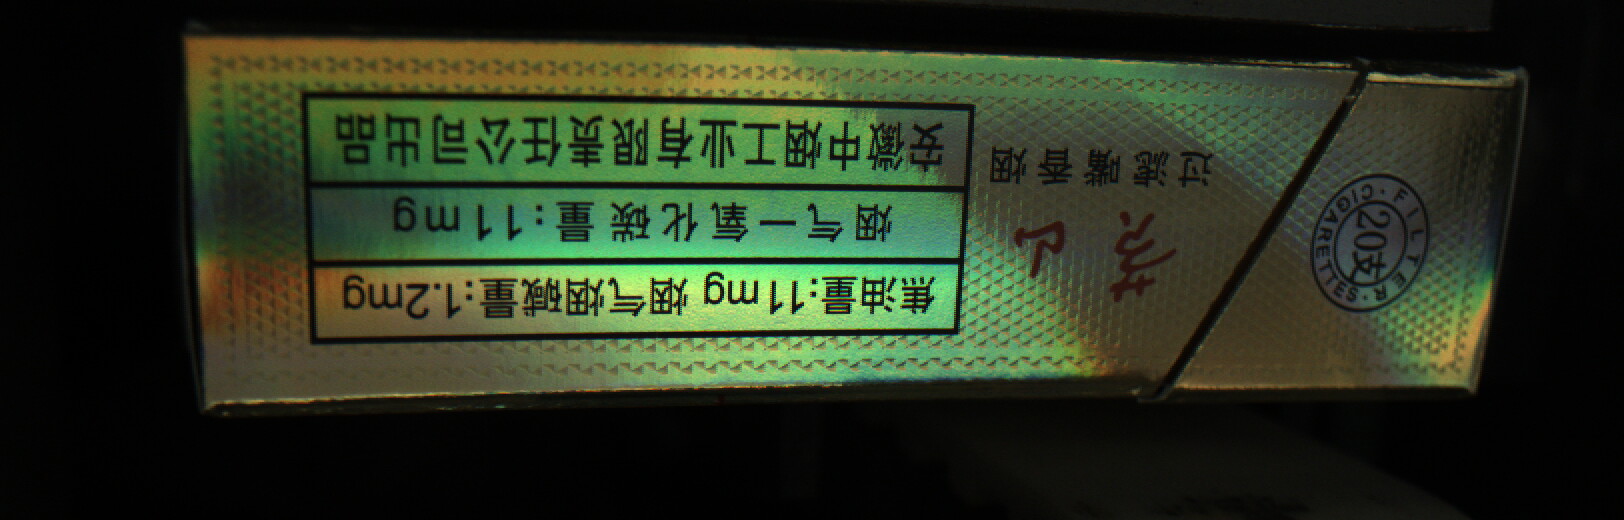 FILTER CIGARETTES
20支
黄山
过滤嘴香烟
焦油量:11mg 烟气烟碱量:1.2mg
烟气一氧化碳量:11mg
安徽中烟工业有限责任公司出品